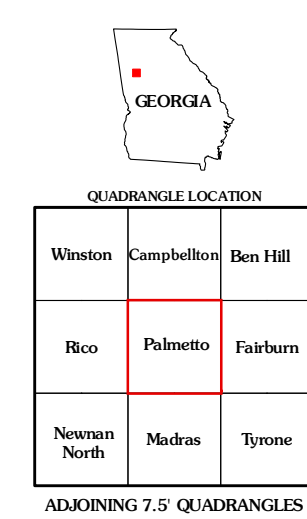 GEORGIA
QUADRANGLE LOCATION
Winston Campbellton Ben Hill
Rico Palmetto Fairburn
Newnan
North
Madras Tyrone
ADJOINING 7.5' QUADRANGLES